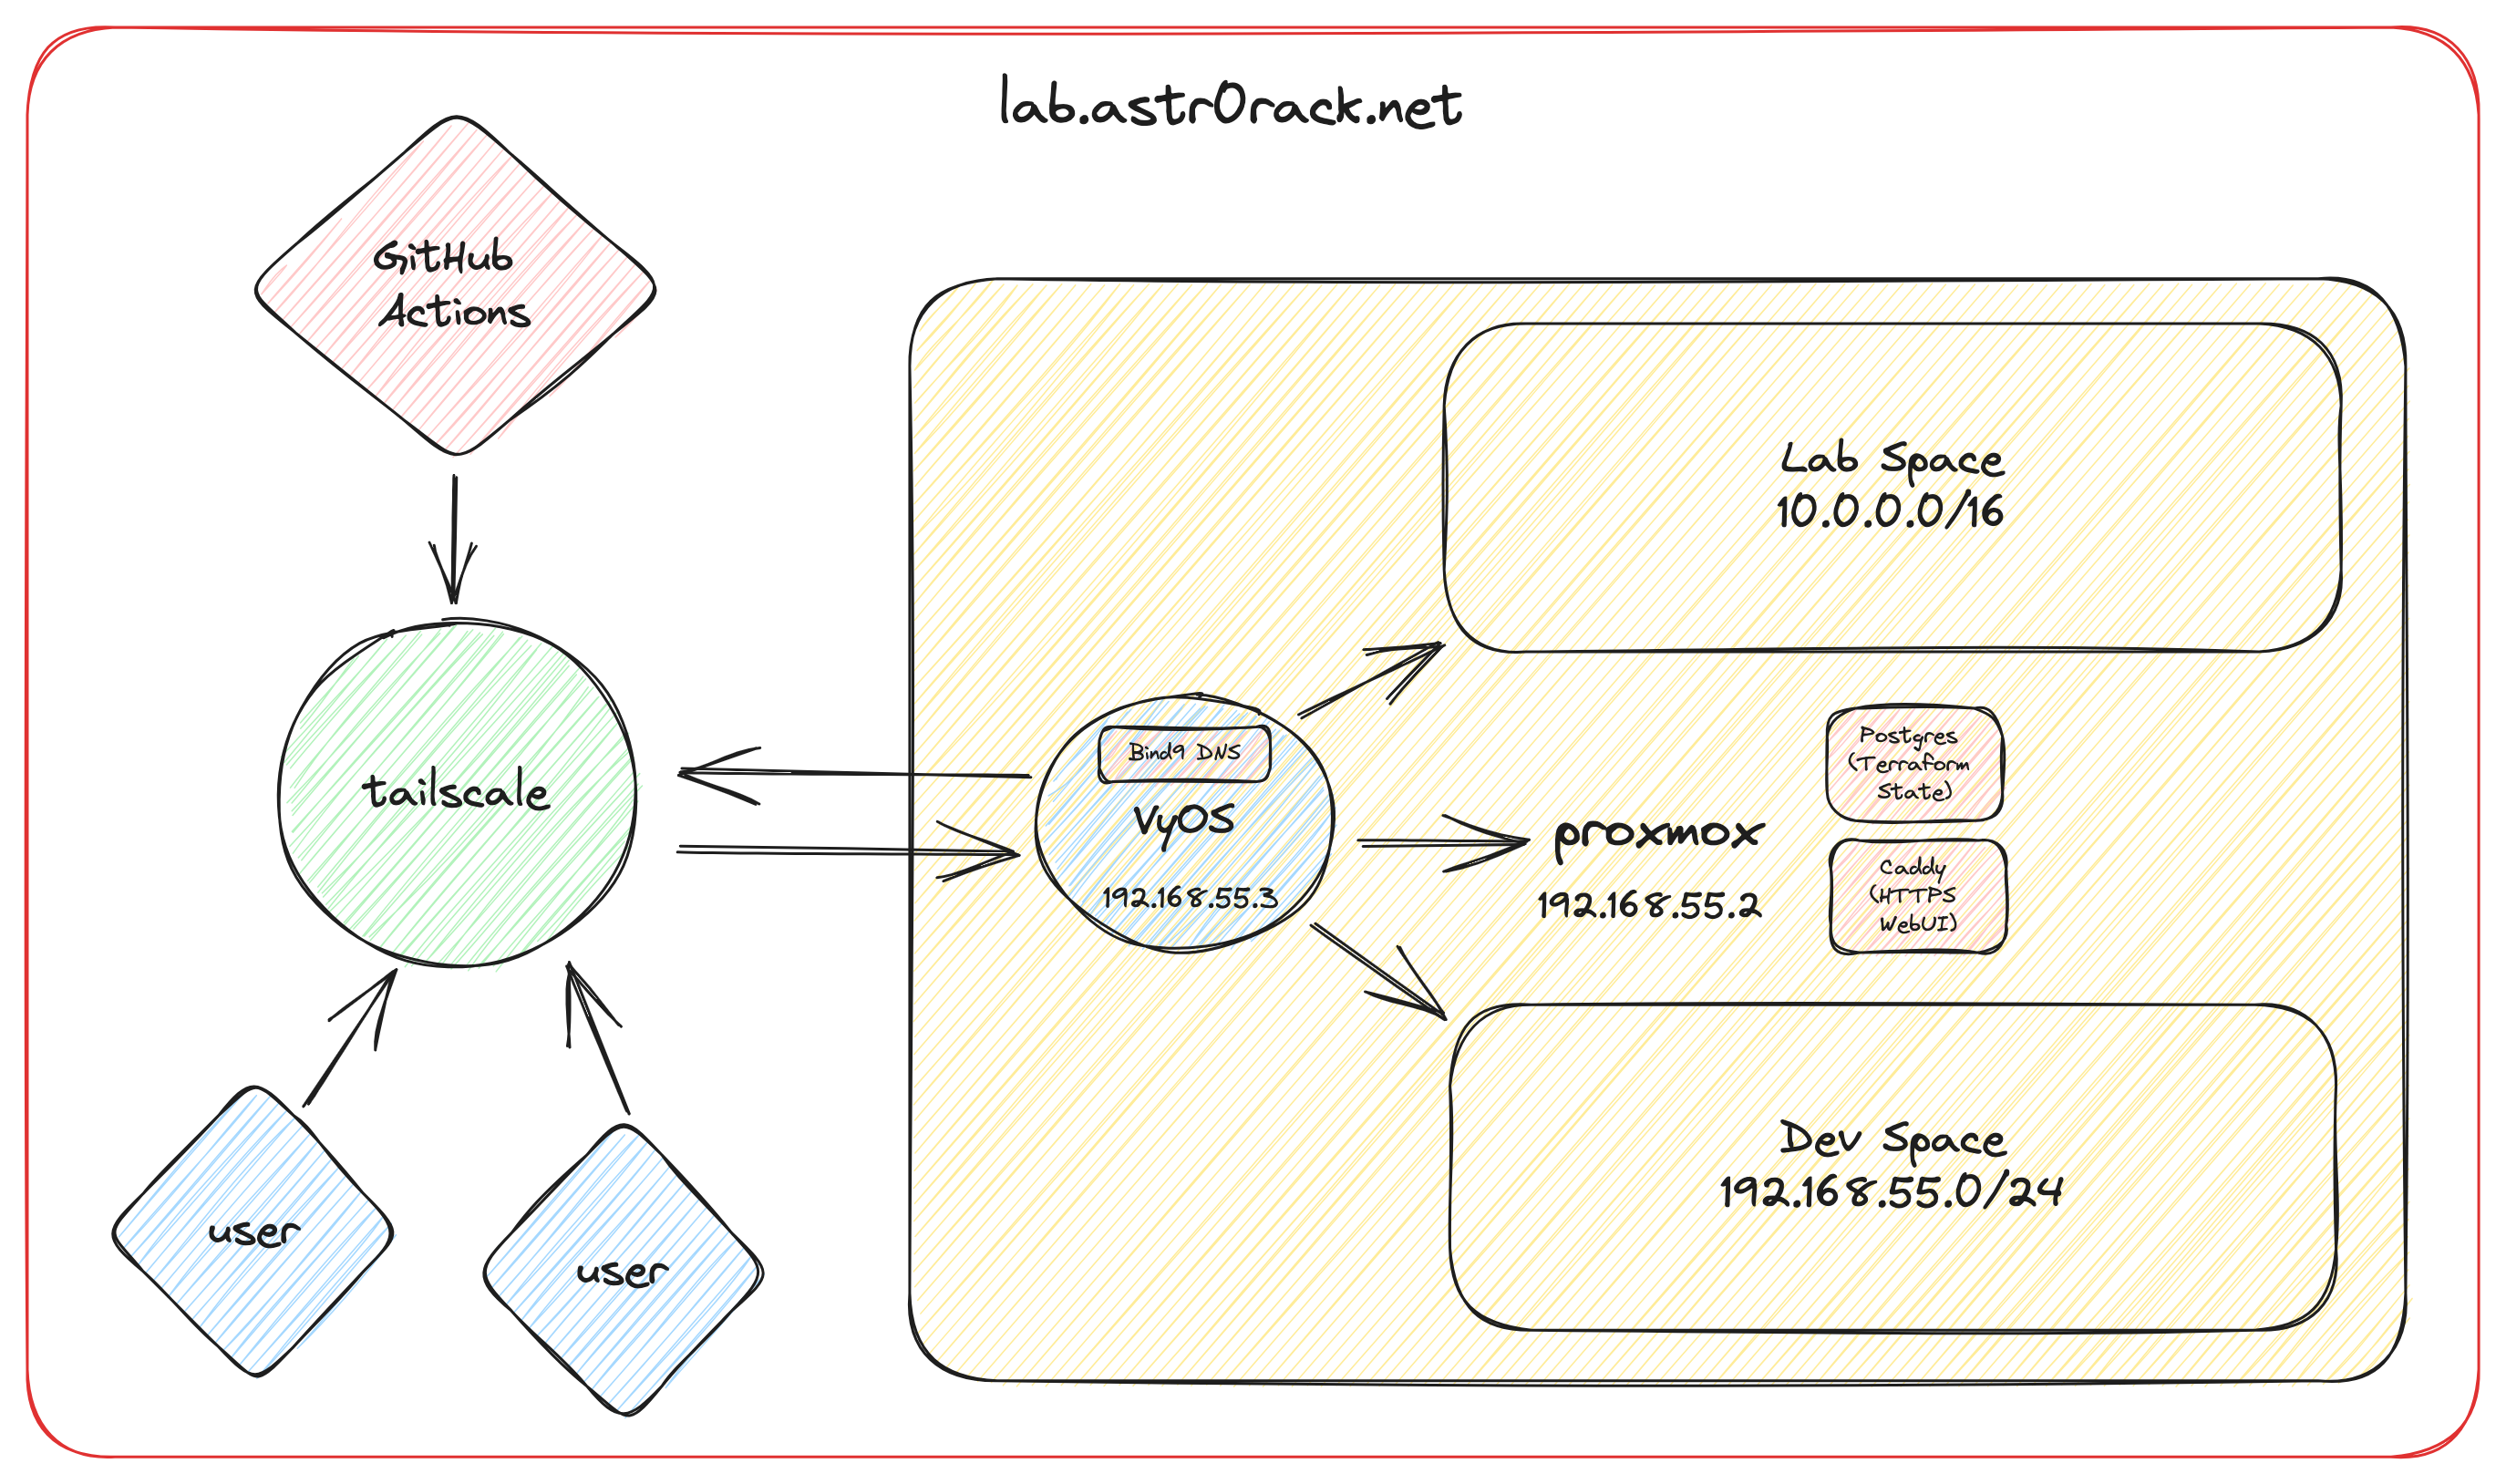 lab.astr0rack.net
GitHub
Actions
tailscale
user
user
Bind9 DNS
VyOS
192.168.55.3
Lab Space
10.0.0.0/16
proxmox
192.168.55.2
Postgres
(Terraform
State)
Caddy
(HTTPS
WebUI)
Dev Space
192.168.55.0/24